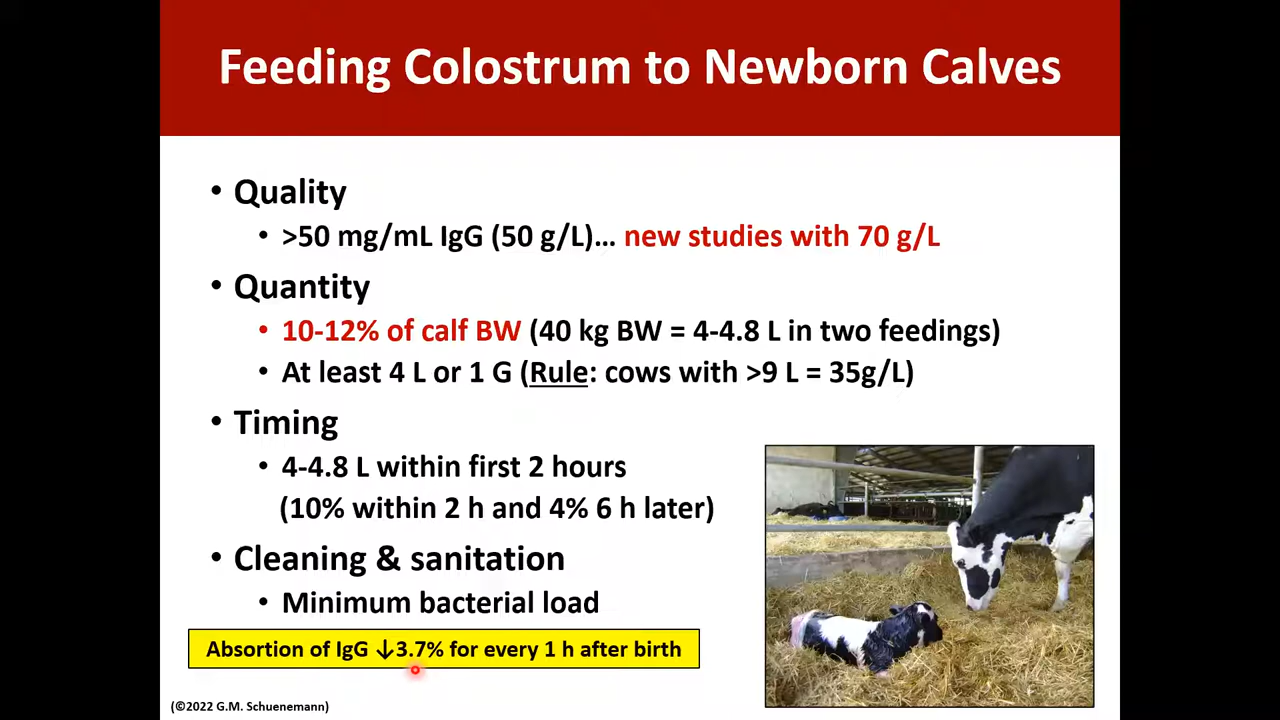 Feeding Colostrum to Newborn Calves
• Quality
• >50 mg/mL IgG (50 g/L)... new studies with 70 g/L
• Quantity
• 10-12% of calf BW (40 kg BW = 4-4.8 L in two feedings)
• At least 4 L or 1 G (Rule: cows with >9 L = 35g/L)
• Timing
• 4-4.8 L within first 2 hours
(10% within 2 h and 4% 6 h later)
• Cleaning & sanitation
• Minimum bacterial load
Absortion of IgG ↓3.7% for every 1 h after birth
(©2022 G.M. Schuenemann)